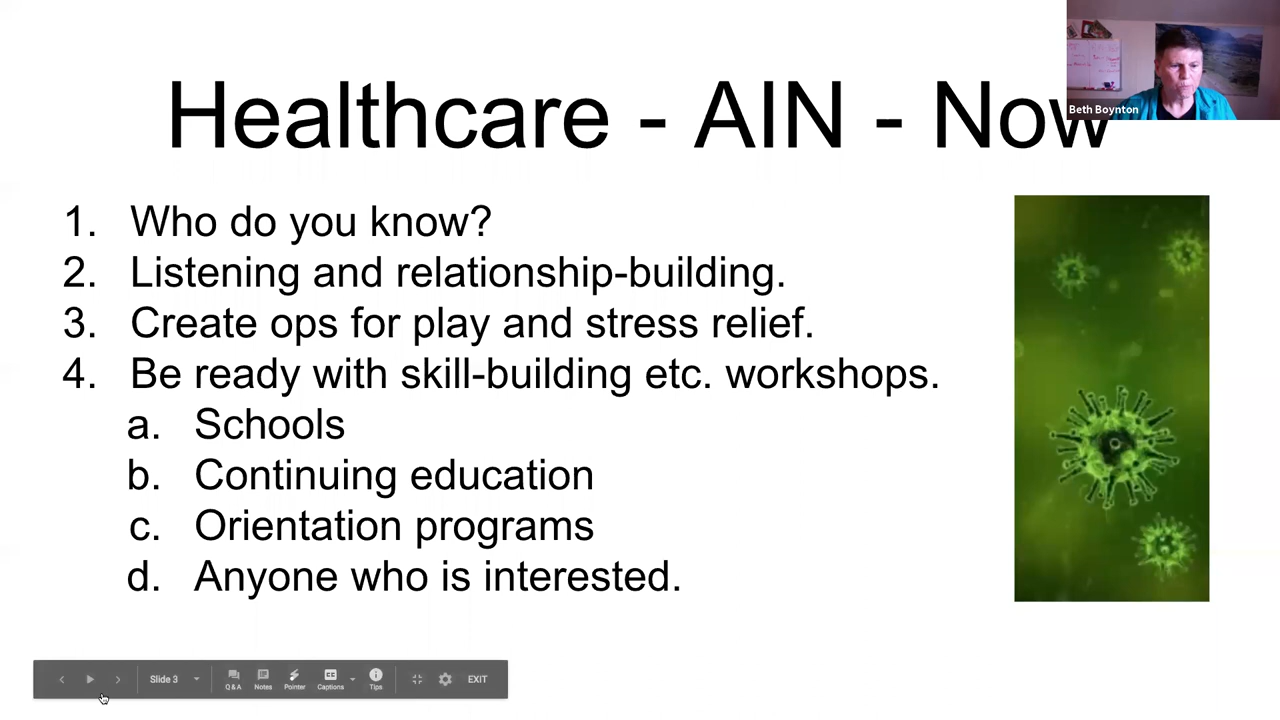 Healthcare - AIN - Now
Beth Boynton
1. Who do you know?
2. Listening and relationship-building.
3. Create ops for play and stress relief.
4. Be ready with skill-building etc. workshops.
a. Schools
b. Continuing education
c. Orientation programs
d. Anyone who is interested.
Slide 3
Q & A
Notes
Pointer
CC
Captions
Tips
EXIT